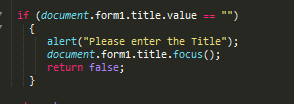 if (document.form1.title.value == "")
{
alert("Please enter the Title");
document.form1.title.focus();
return false;
}